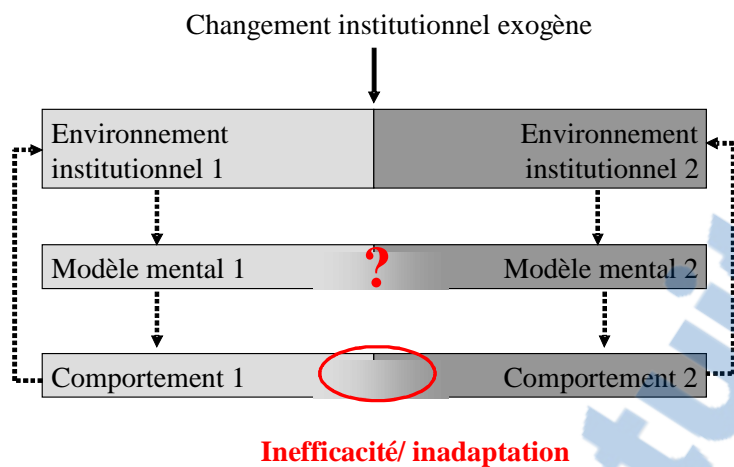 Changement institutionnel exogène
Environnement
institutionnel 1
Environnement
institutionnel 2
Modèle mental 1
?
Modèle mental 2
Comportement 1
Comportement 2
Inefficacité/ inadaptation